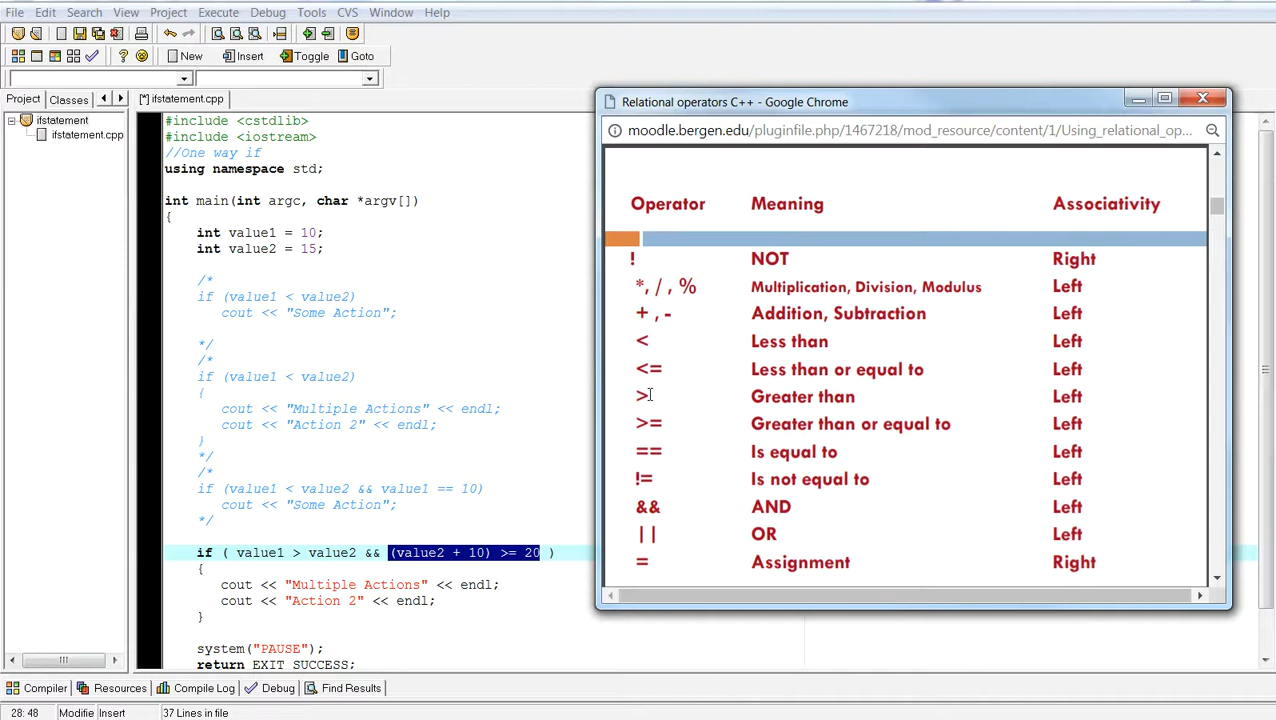 File Edit Search View Project Execute Debug Tools CVS Window Help
New Insert Toggle Goto
Project Classes [*] ifstatement.cpp
ifstatement
ifstatement.cpp
#include <cstdlib>
#include <iostream>
//One way if
using namespace std;
int main(int argc, char *argv[])
{
int value1 = 10;
int value2 = 15;
/*
if (value1 < value2)
cout << "Some Action";
*/
/*
if (value1 < value2)
{
cout << "Multiple Actions" << endl;
cout << "Action 2" << endl;
}
*/
/*
if (value1 < value2 && value1 == 10)
cout << "Some Action";
*/
if ( value1 > value2 && (value2 + 10) >= 20 )
{
cout << "Multiple Actions" << endl;
cout << "Action 2" << endl;
}
system("PAUSE");
return EXIT_SUCCESS;
Compiler Resources Compile Log Debug Find Results
28: 48 Modifie Insert 37 Lines in file
Relational operators C++ - Google Chrome
moodle.bergen.edu/pluginfile.php/1467218/mod_resource/content/1/Using_relational_op...
Operator Meaning Associativity
! NOT Right
*, / , % Multiplication, Division, Modulus Left
+ , - Addition, Subtraction Left
< Less than Left
<= Less than or equal to Left
> Greater than Left
>= Greater than or equal to Left
== Is equal to Left
!= Is not equal to Left
&& AND Left
|| OR Left
= Assignment Right